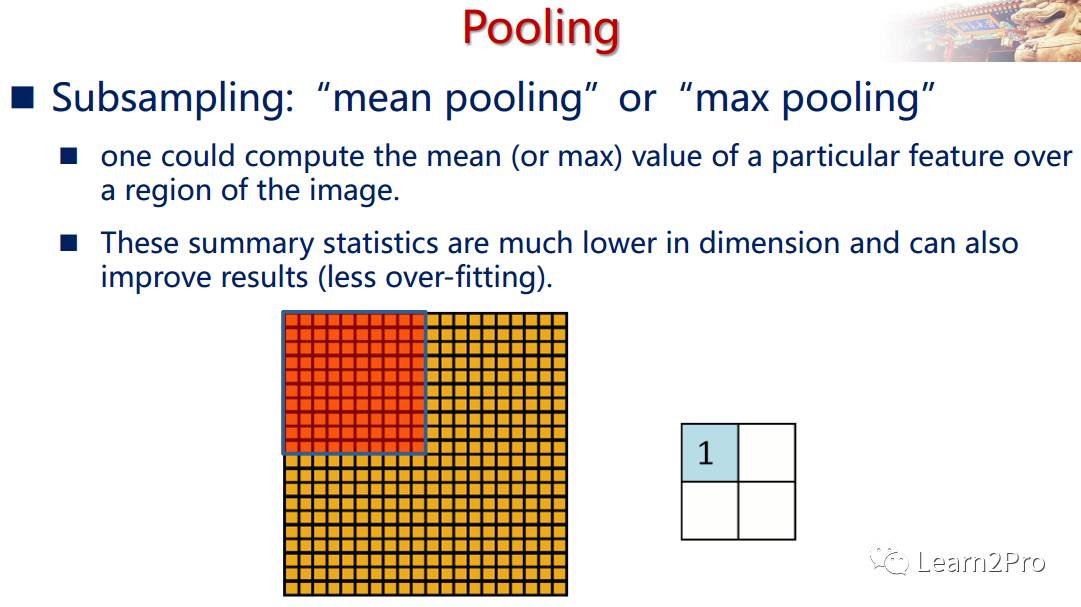 Pooling
Subsampling: “mean pooling” or “max pooling”
one could compute the mean (or max) value of a particular feature over
a region of the image.
These summary statistics are much lower in dimension and can also
improve results (less over-fitting).
1
Learn2Pro